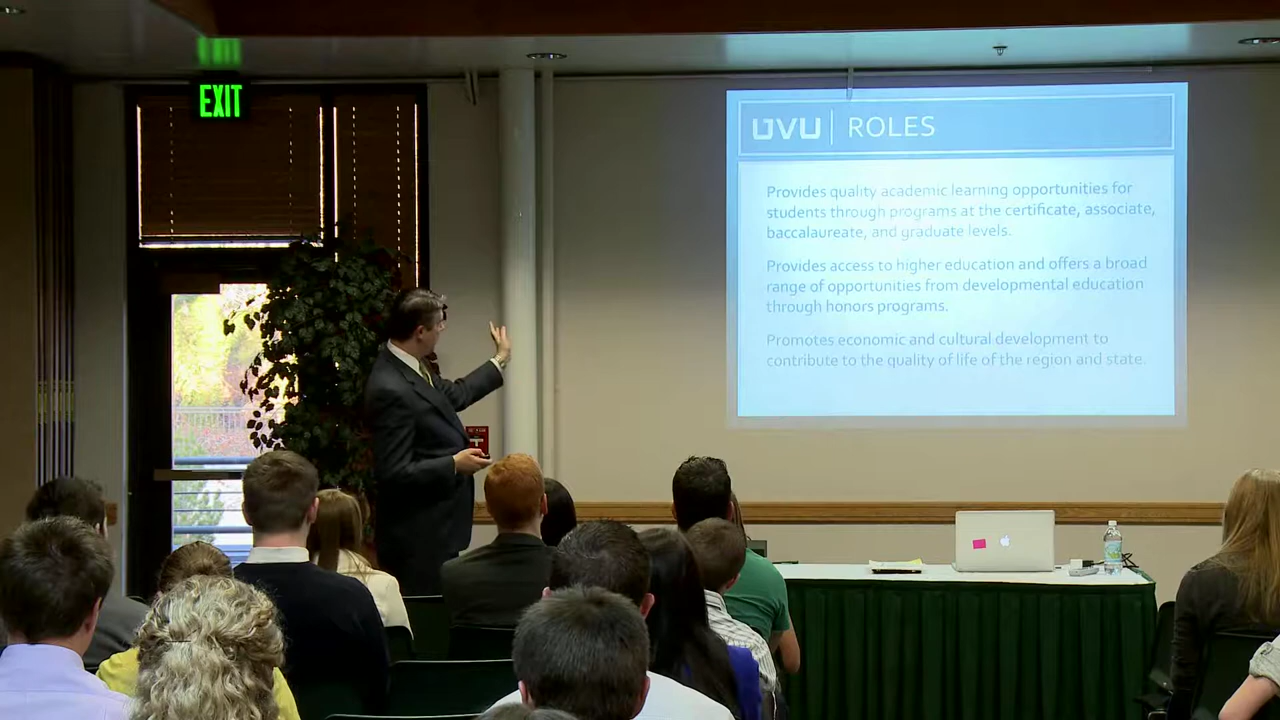 EXIT
UVU | ROLES
Provides quality academic learning opportunities for
students through programs at the certificate, associate,
baccalaureate, and graduate levels.
Provides access to higher education and offers a broad
range of opportunities from developmental education
through honors programs.
Promotes economic and cultural development to
contribute to the quality of life of the region and state.